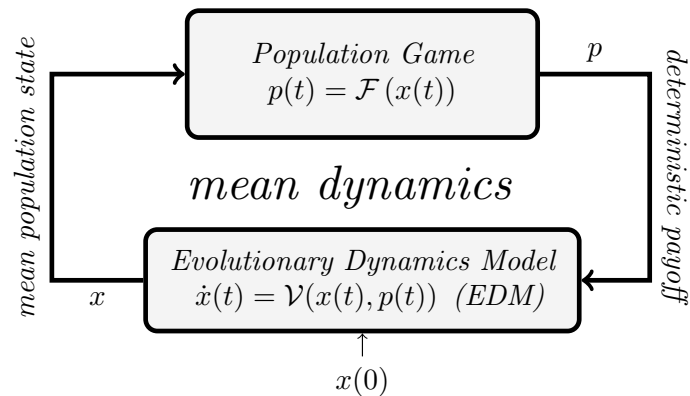 Population Game
p(t) = ℱ (x(t))
p
mean population state
deterministic payoff
mean dynamics
Evolutionary Dynamics Model
ẋ(t) = 𝒱(x(t), p(t)) (EDM)
x
x(0)